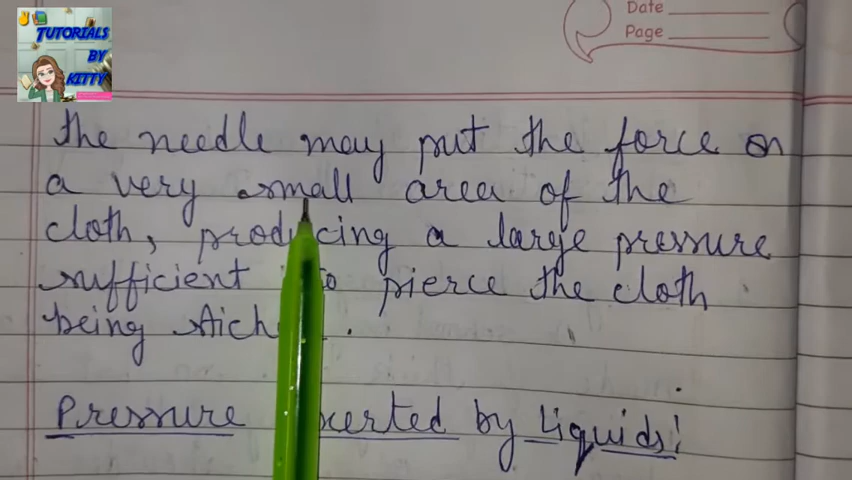 TUTORIALS
BY
KITTY
Date
Page
the needle may put the force on
a very small area of the
cloth, producing a large pressure
sufficient to pierce the cloth
being
Pressure by Liquids!